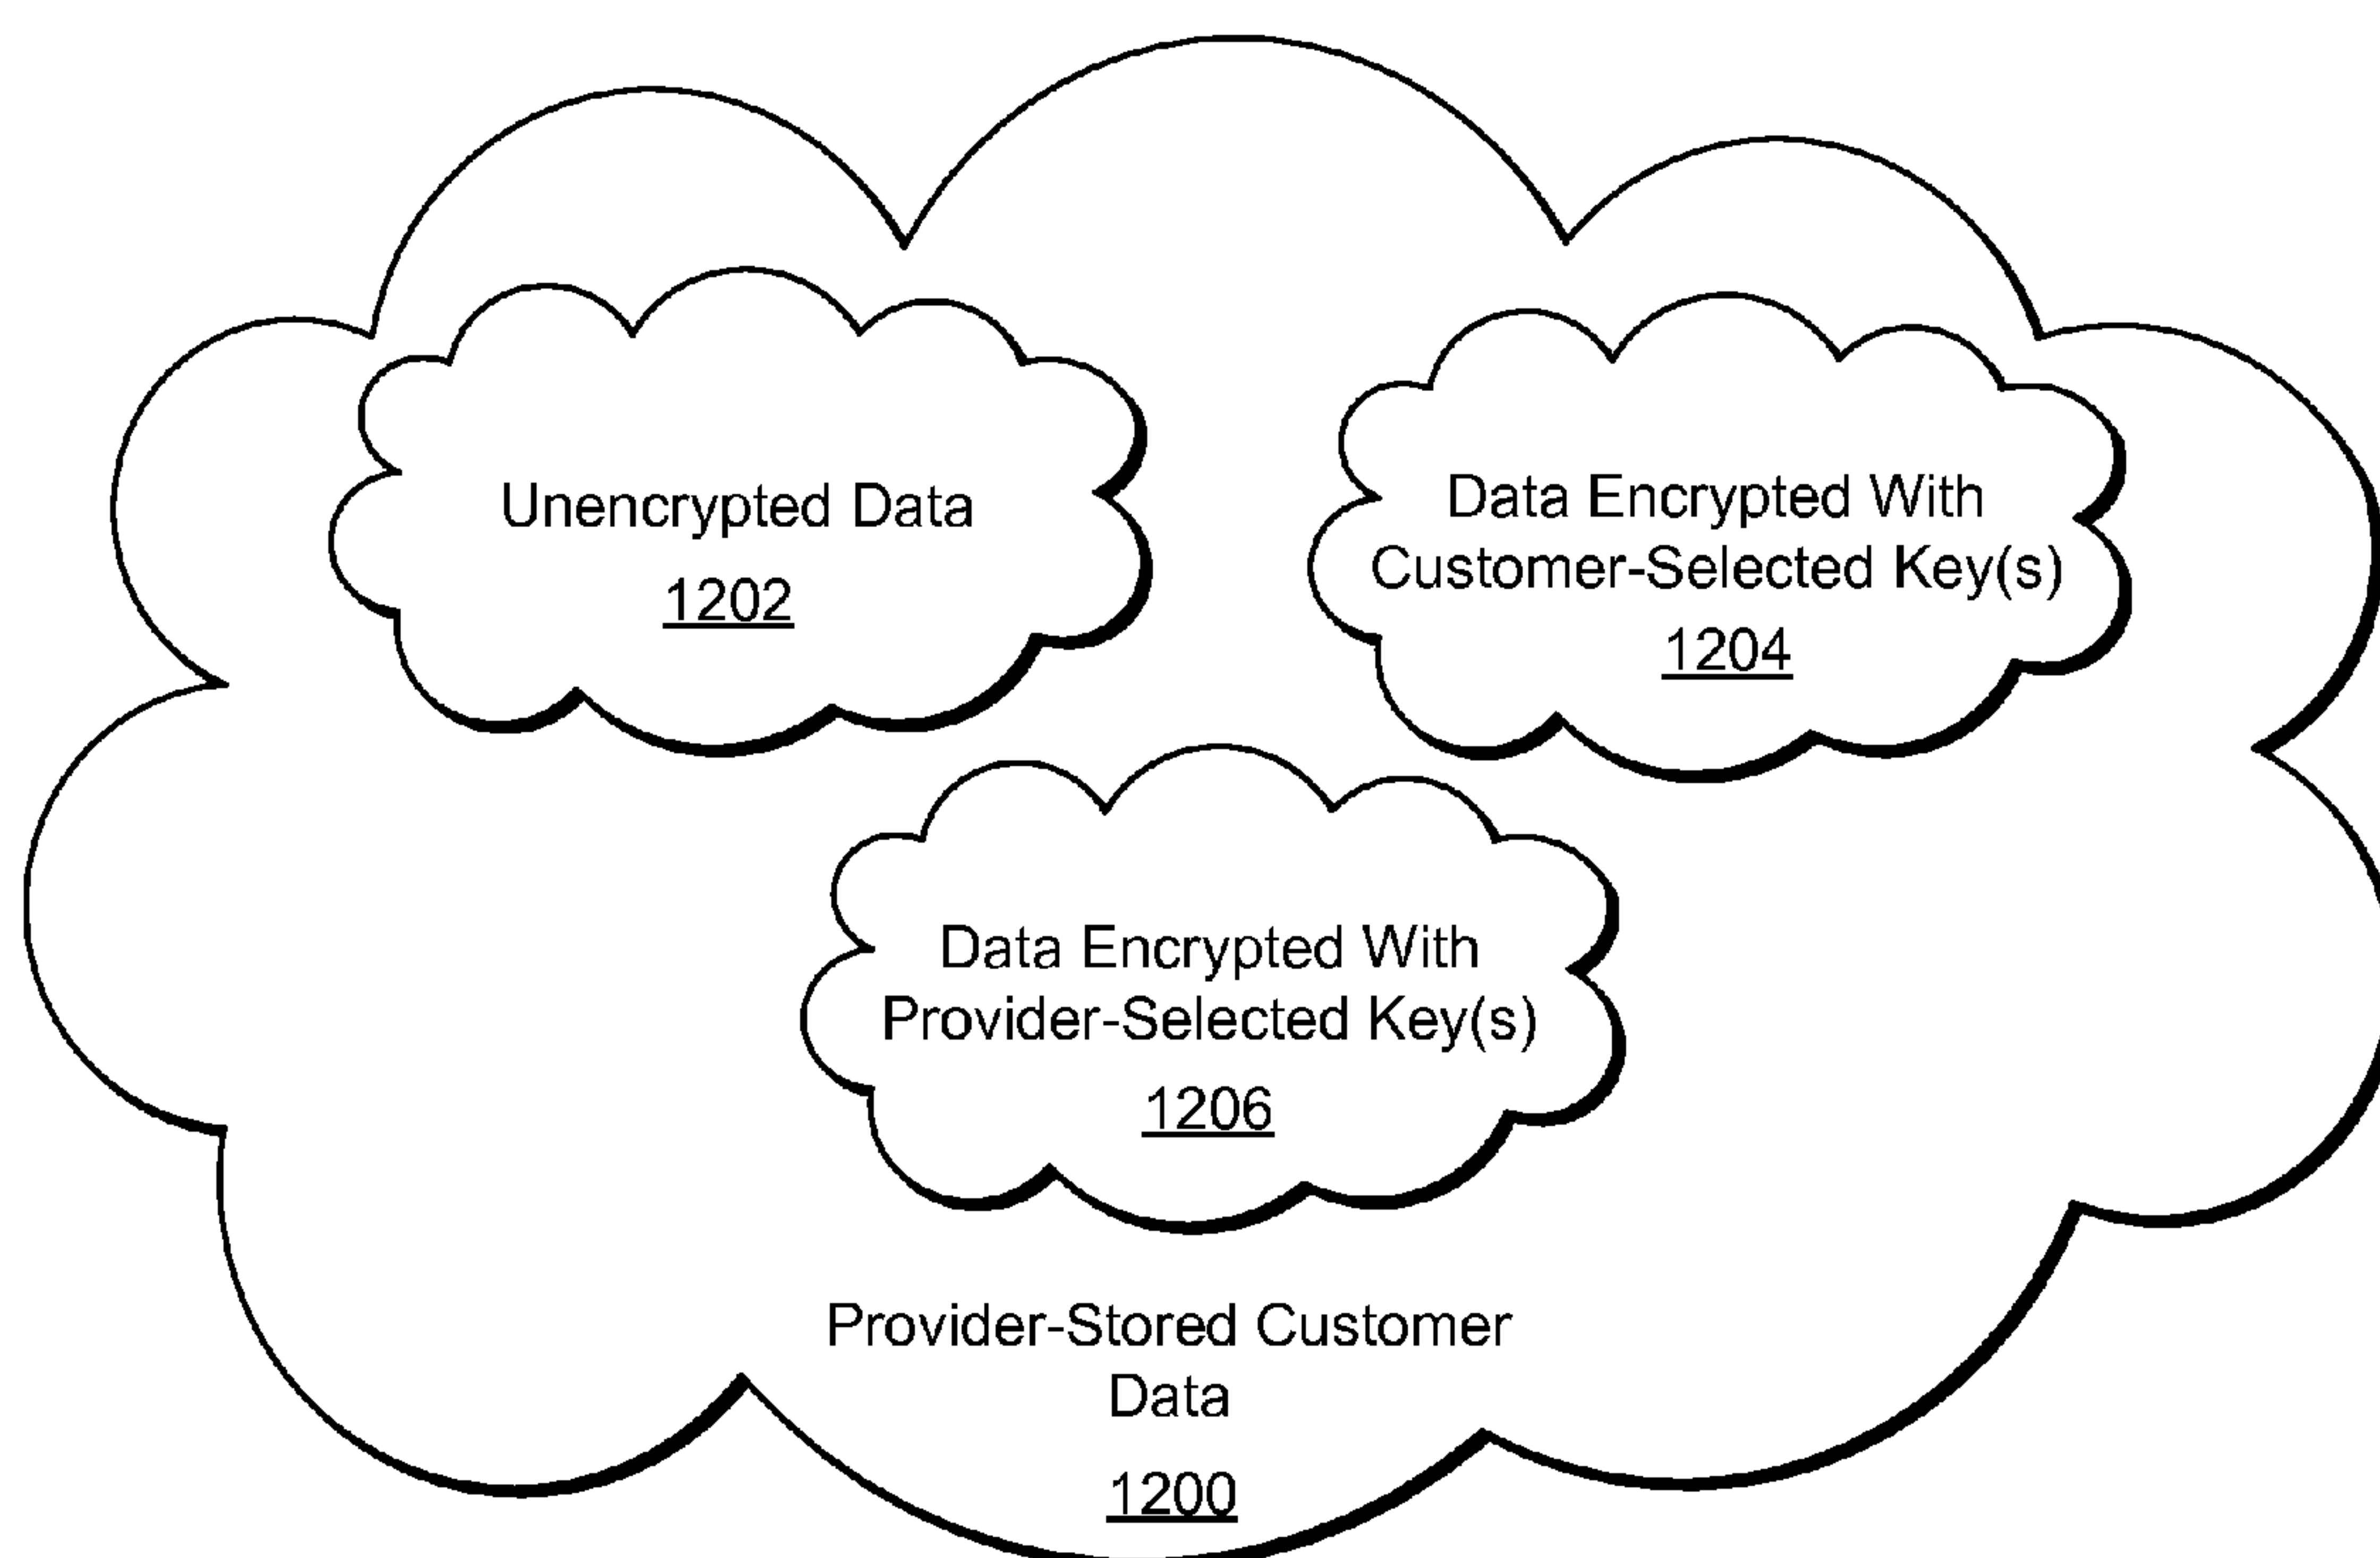 Unencrypted Data
1202
Data Encrypted With
Customer-Selected Key(s)
1204
Data Encrypted With
Provider-Selected Key(s)
1206
Provider-Stored Customer
Data
1200